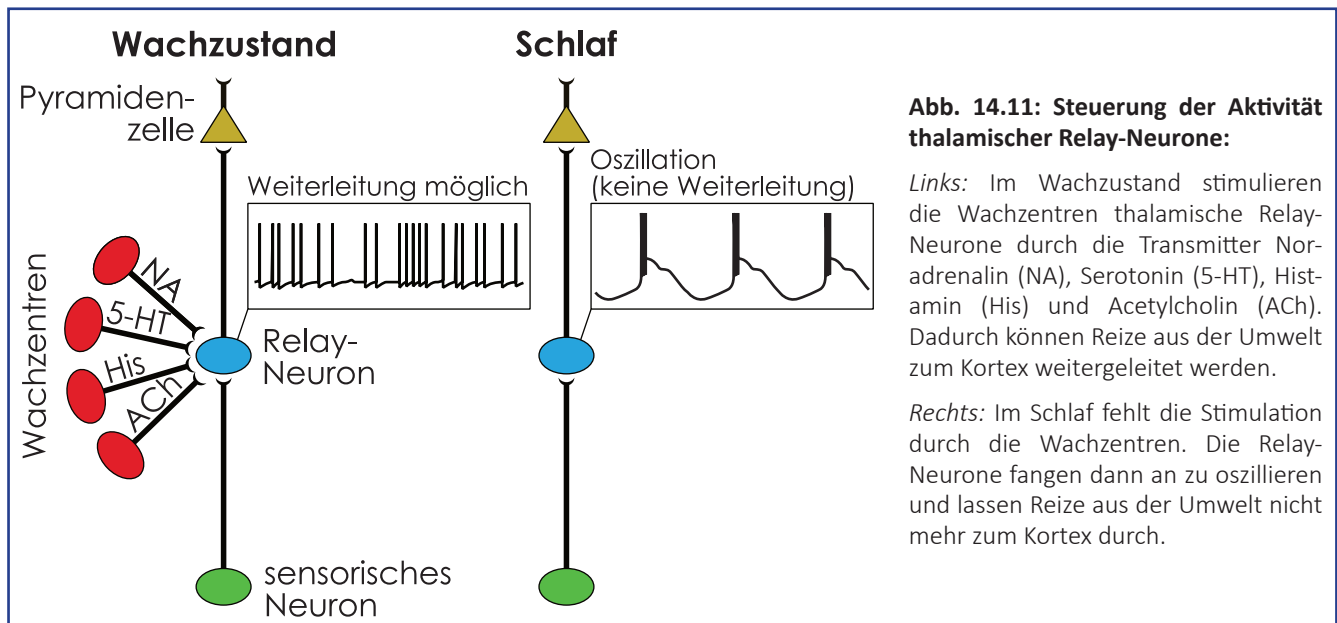 Wachzustand
Schlaf
Pyramiden-
zelle
Weiterleitung möglich
Oszillation
(keine Weiterleitung)
Wachzentren
NA
5-HT
His
ACh
Relay-
Neuron
sensorisches
Neuron
Abb. 14.11: Steuerung der Aktivität
thalamischer Relay-Neurone:
Links: Im Wachzustand stimulieren
die Wachzentren thalamische Relay-
Neurone durch die Transmitter Nor-
adrenalin (NA), Serotonin (5-HT), Hist-
amin (His) und Acetylcholin (ACh).
Dadurch können Reize aus der Umwelt
zum Kortex weitergeleitet werden.
Rechts: Im Schlaf fehlt die Stimulation
durch die Wachzentren. Die Relay-
Neurone fangen dann an zu oszillieren
und lassen Reize aus der Umwelt nicht
mehr zum Kortex durch.